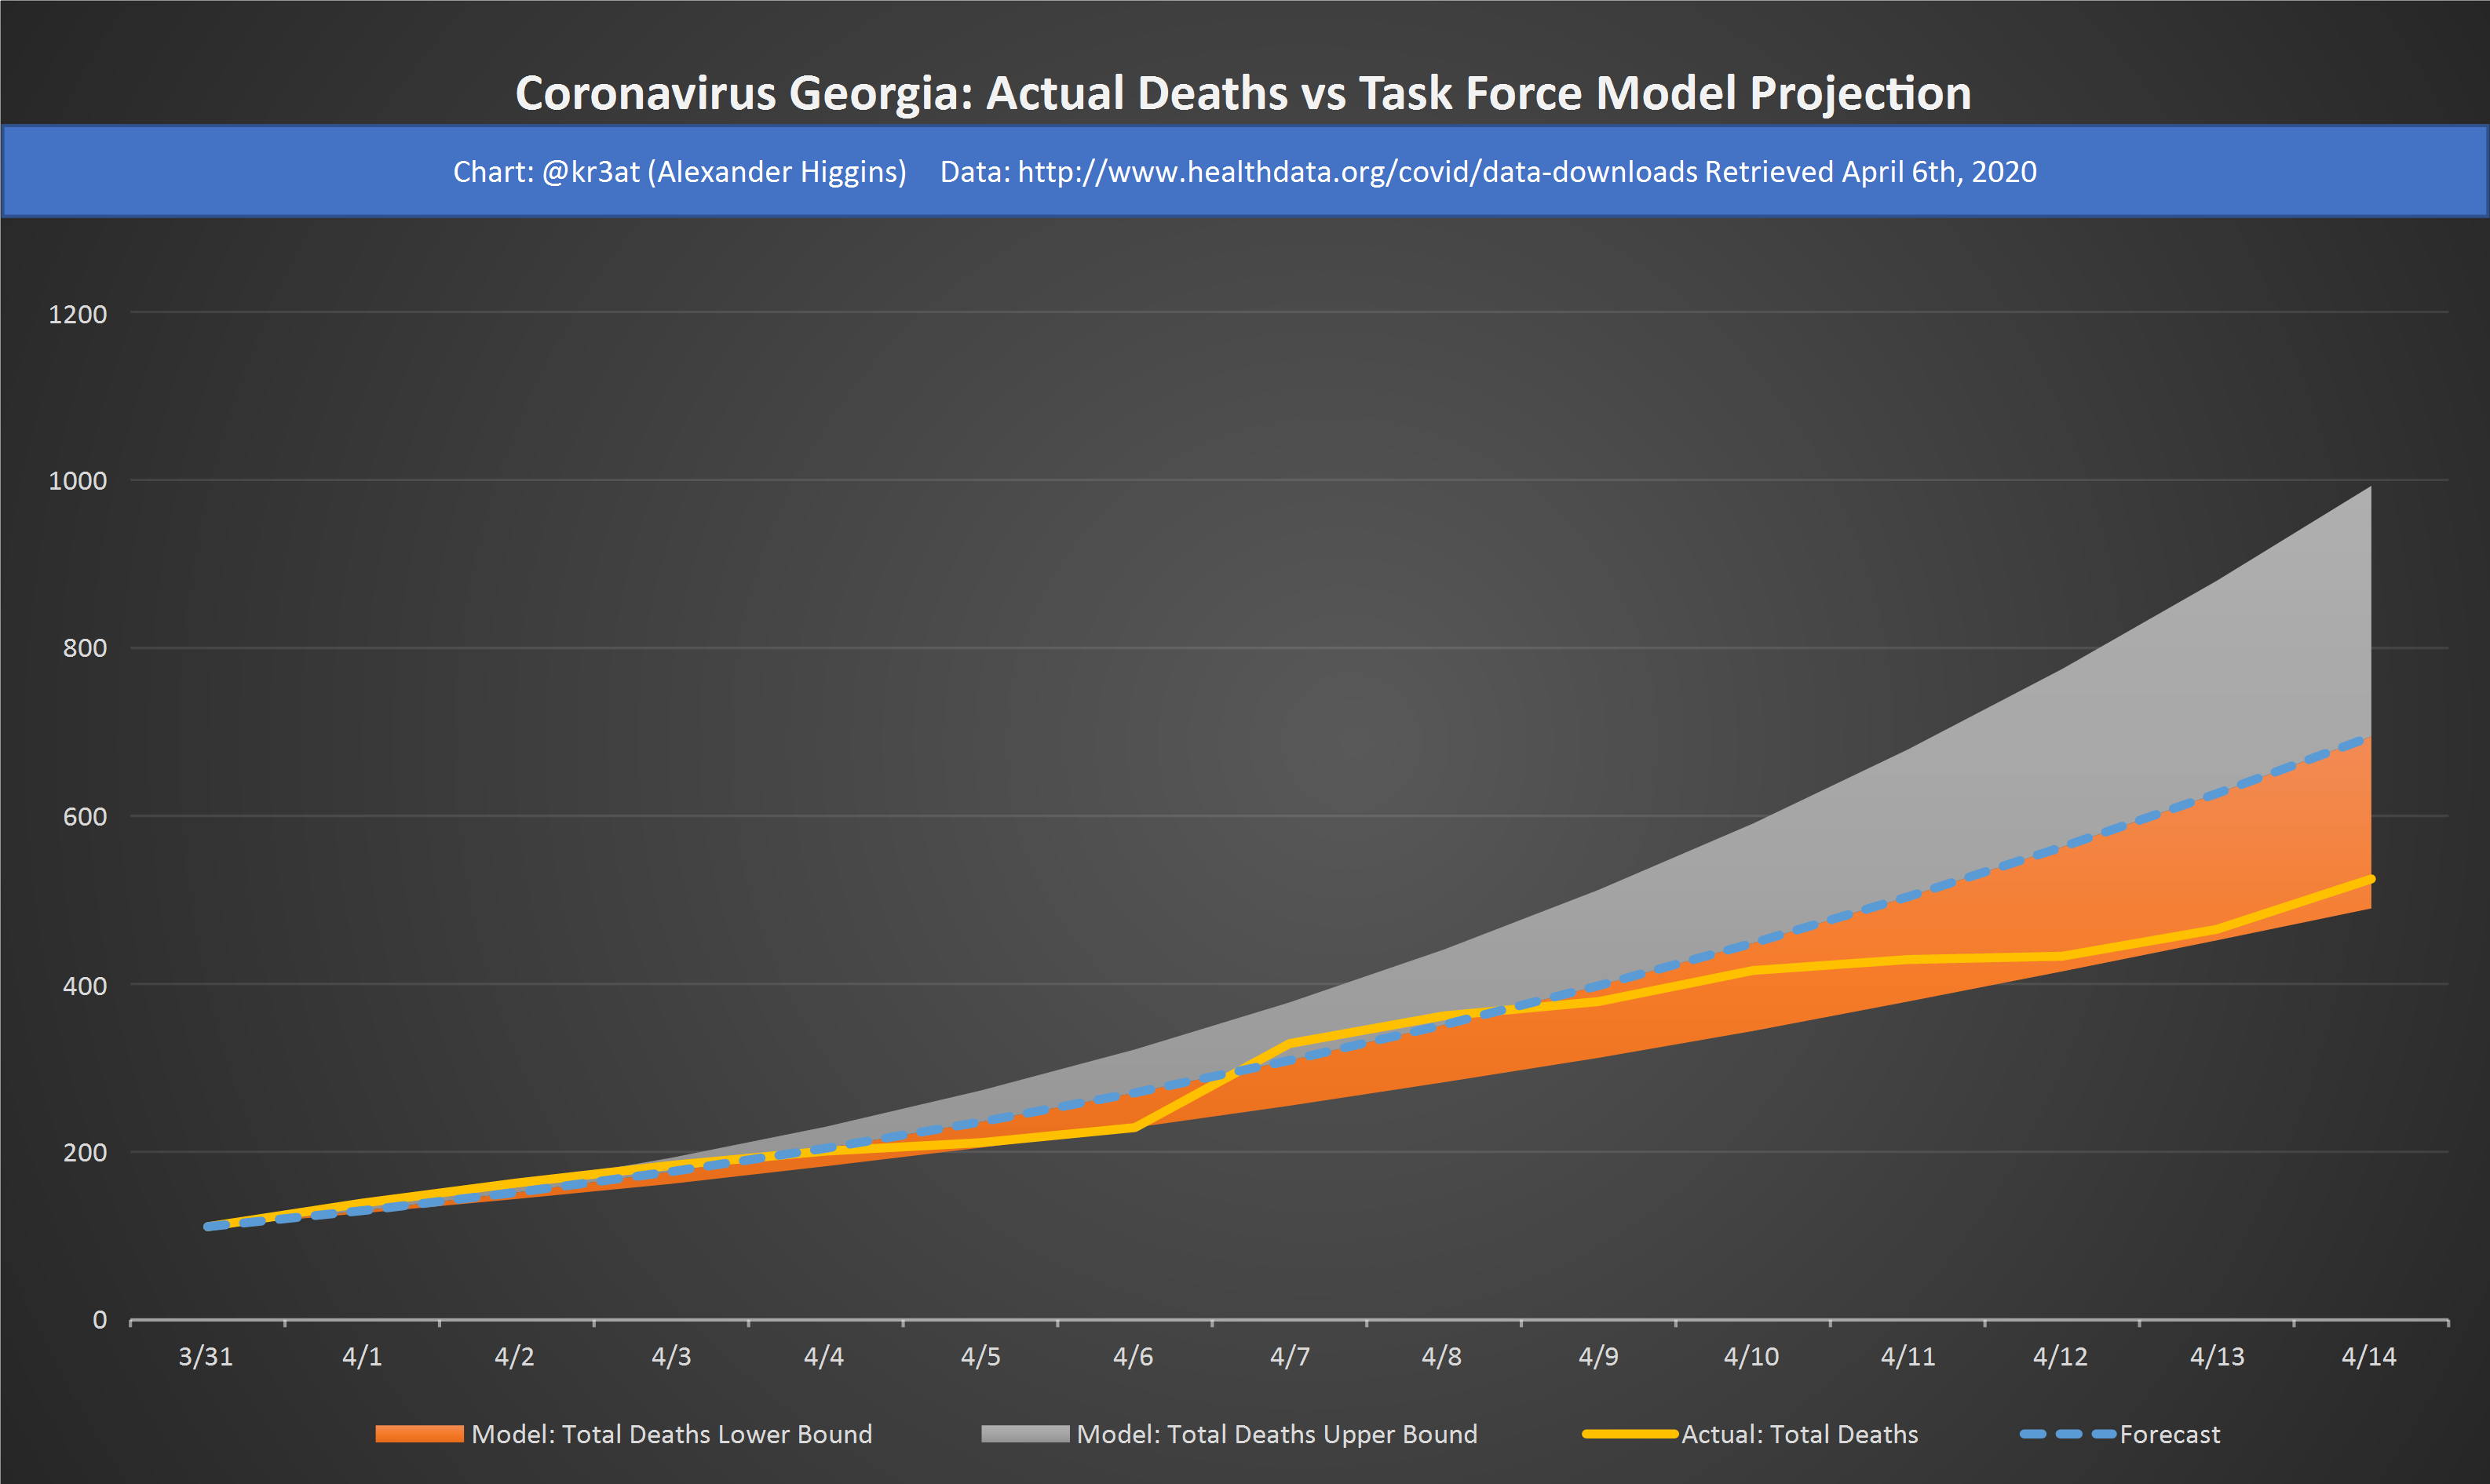 Coronavirus Georgia: Actual Deaths vs Task Force Model Projection
Chart: @kr3at (Alexander Higgins) Data: http://www.healthdata.org/covid/data-downloads Retrieved April 6th, 2020
1200
1000
800
600
400
200
0
3/31 4/1 4/2 4/3 4/4 4/5 4/6 4/7 4/8 4/9 4/10 4/11 4/12 4/13 4/14
Model: Total Deaths Lower Bound Model: Total Deaths Upper Bound Actual: Total Deaths Forecast